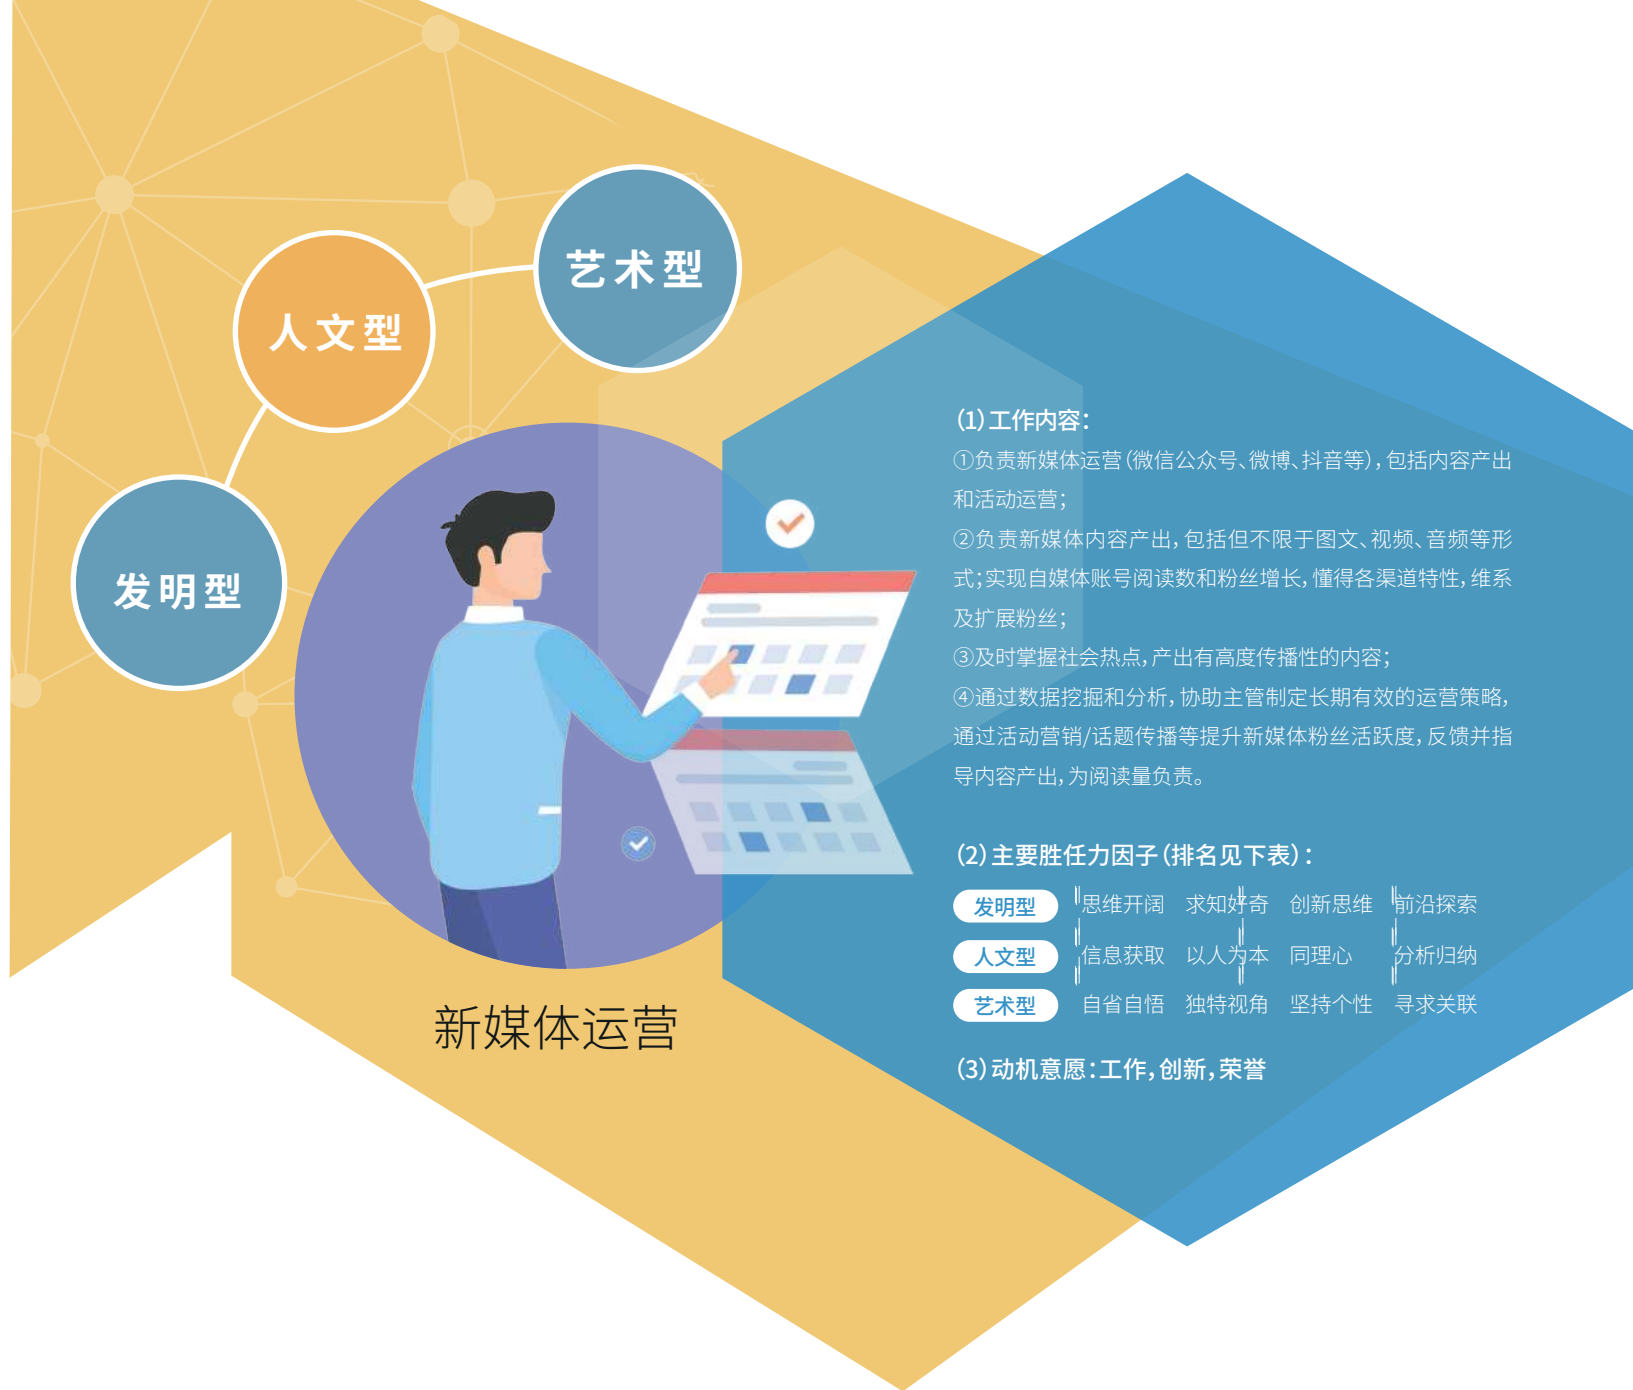 艺术型
人文型
发明型
新媒体运营
（1）工作内容：
①负责新媒体运营（微信公众号、微博、抖音等），包括内容产出
和活动运营；
②负责新媒体内容产出，包括但不限于图文、视频、音频等形
式；实现自媒体账号阅读数和粉丝增长，懂得各渠道特性，维系
及扩展粉丝；
③及时掌握社会热点，产出有高度传播性的内容；
④通过数据挖掘和分析，协助主管制定长期有效的运营策略，
通过活动营销/话题传播等提升新媒体粉丝活跃度，反馈并指
导内容产出，为阅读量负责。
（2）主要胜任力因子（排名见下表）：
发明型 思维开阔 求知好奇 创新思维 前沿探索
人文型 信息获取 以人为本 同理心 分析归纳
艺术型 自省自悟 独特视角 坚持个性 寻求关联
（3）动机意愿：工作，创新，荣誉